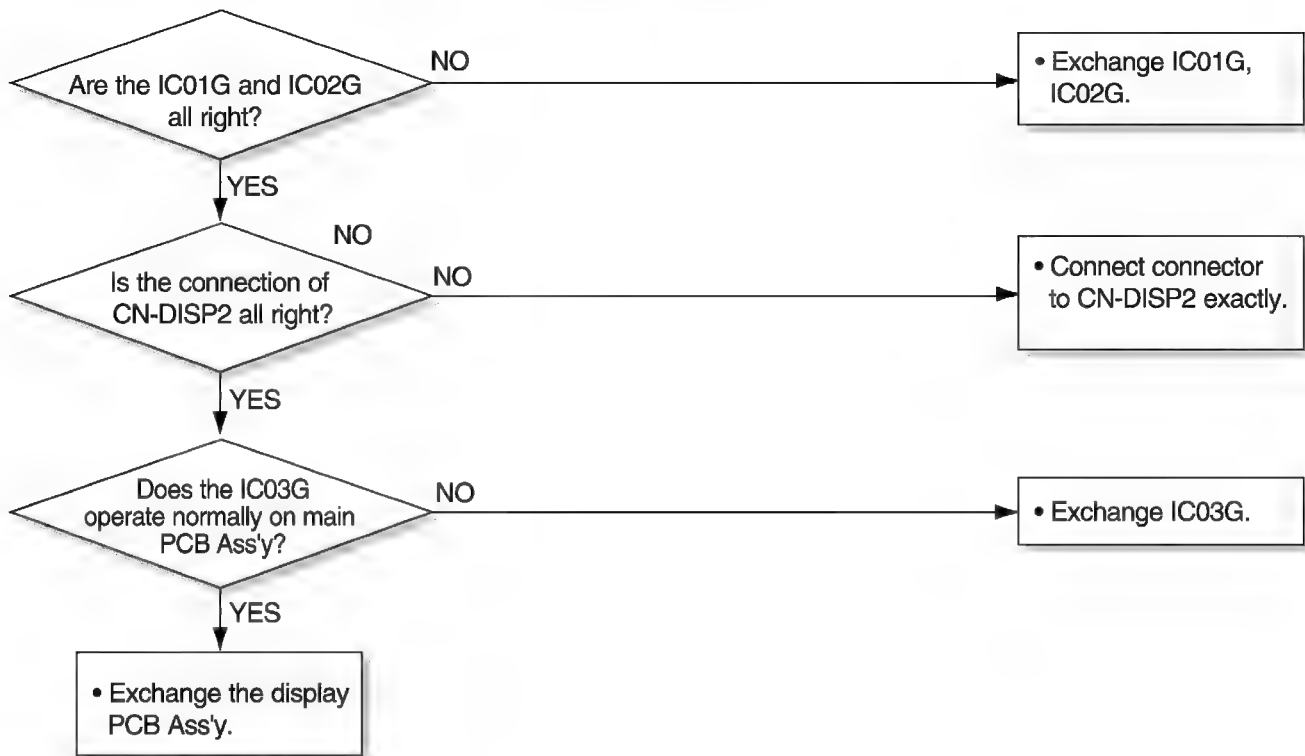 Are the IC01G and IC02G
all right?
NO
• Exchange IC01G,
IC02G.
YES
NO
Is the connection of
CN-DISP2 all right?
NO
• Connect connector
to CN-DISP2 exactly.
YES
Does the IC03G
operate normally on main
PCB Ass'y?
NO
• Exchange IC03G.
YES
• Exchange the display
PCB Ass'y.